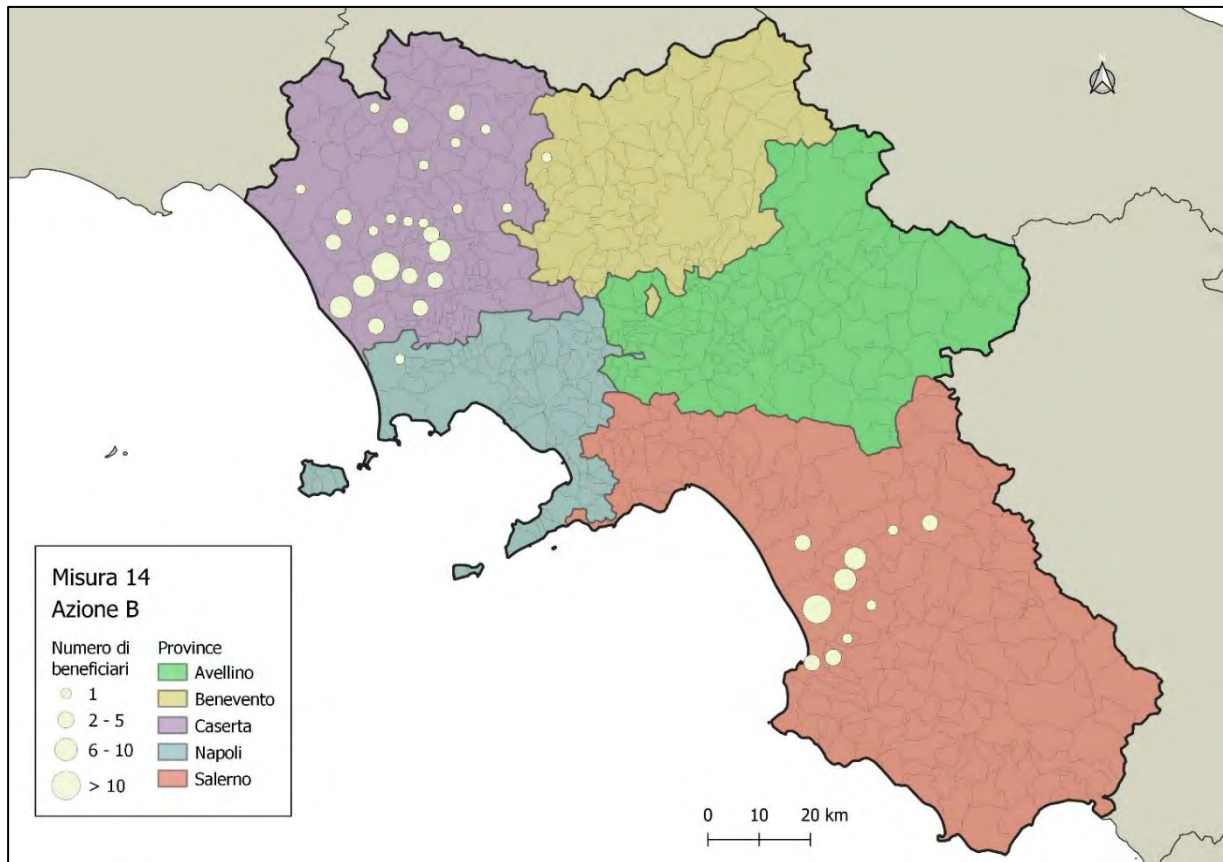 N
Misura 14
Azione B
Numero di beneficiari
1
2 - 5
6 - 10
> 10
Province
Avellino
Benevento
Caserta
Napoli
Salerno
0 10 20 km